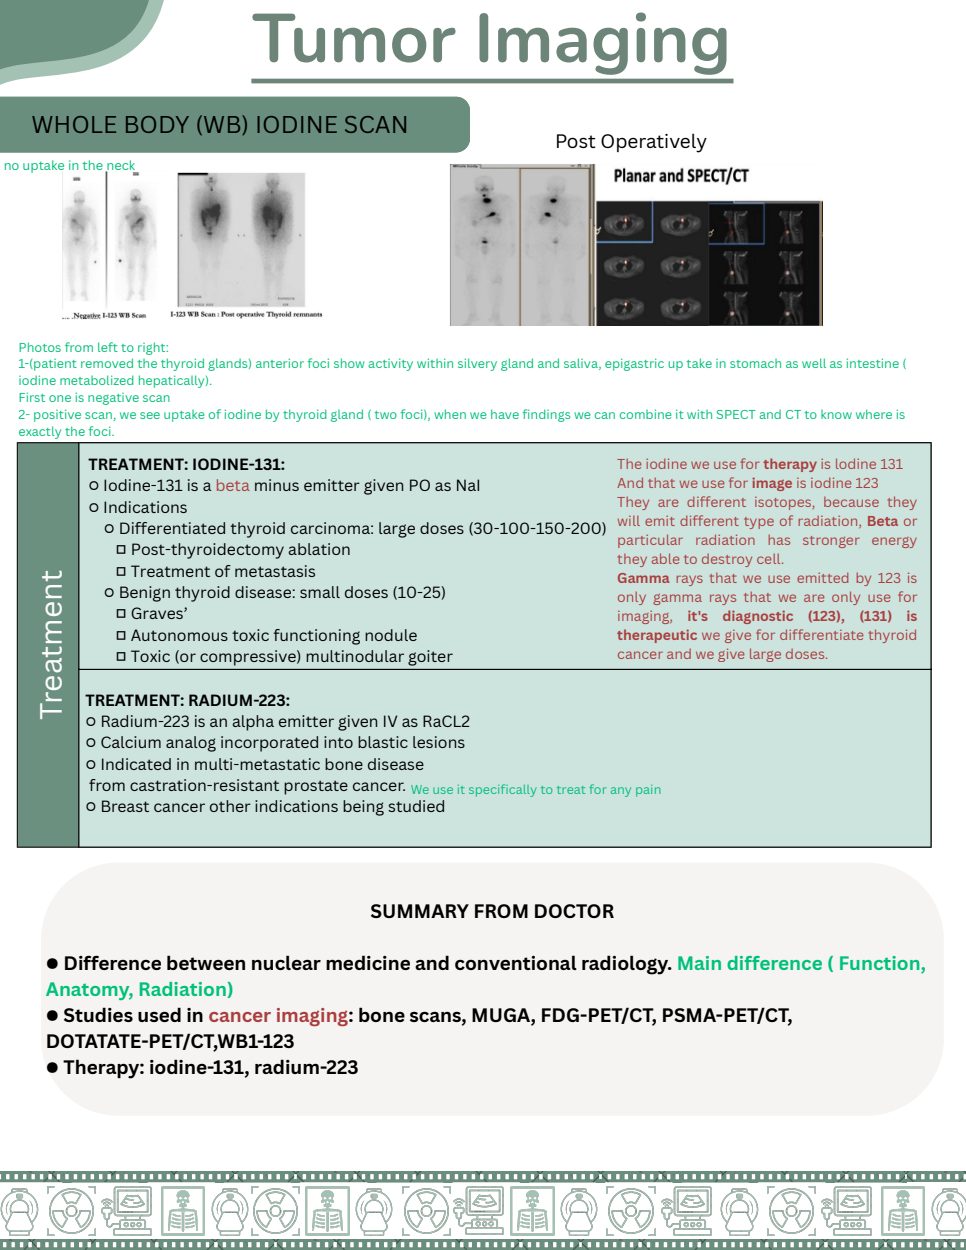 Tumor Imaging
WHOLE BODY (WB) IODINE SCAN
Post Operatively
no uptake in the neck
Planar and SPECT/CT
Negative I-123 WB Scan
I-123 WB Scan : Post operative Thyroid remnants
Photos from left to right:
1-(patient removed the thyroid glands) anterior foci show activity within silvery gland and saliva, epigastric up take in stomach as well as intestine (
iodine metabolized hepatically).
First one is negative scan
2- positive scan, we see uptake of iodine by thyroid gland ( two foci), when we have findings we can combine it with SPECT and CT to know where is
exactly the foci.
Treatment
TREATMENT: IODINE-131:
Iodine-131 is a beta minus emitter given PO as NaI
Indications
Differentiated thyroid carcinoma: large doses (30-100-150-200)
Post-thyroidectomy ablation
Treatment of metastasis
Benign thyroid disease: small doses (10-25)
Graves’
Autonomous toxic functioning nodule
Toxic (or compressive) multinodular goiter
The iodine we use for therapy is Iodine 131
And that we use for image is iodine 123
They are different isotopes, because they
will emit different type of radiation, Beta or
particular radiation has stronger energy
they able to destroy cell.
Gamma rays that we use emitted by 123 is
only gamma rays that we are only use for
imaging, it’s diagnostic (123), (131) is
therapeutic we give for differentiate thyroid
cancer and we give large doses.
TREATMENT: RADIUM-223:
Radium-223 is an alpha emitter given IV as RaCL2
Calcium analog incorporated into blastic lesions
Indicated in multi-metastatic bone disease
from castration-resistant prostate cancer. We use it specifically to treat for any pain
Breast cancer other indications being studied
SUMMARY FROM DOCTOR
● Difference between nuclear medicine and conventional radiology. Main difference ( Function,
Anatomy, Radiation)
● Studies used in cancer imaging: bone scans, MUGA, FDG-PET/CT, PSMA-PET/CT,
DOTATATE-PET/CT,WB1-123
● Therapy: iodine-131, radium-223